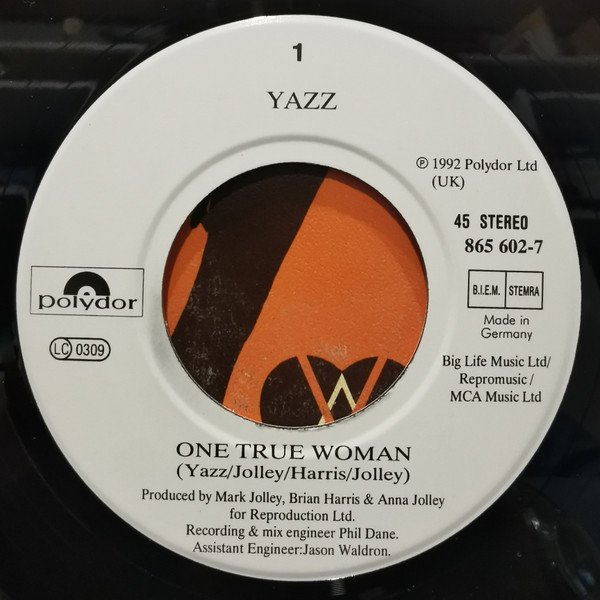 1
YAZZ
℗ 1992 Polydor Ltd
(UK)
45 STEREO
865 602-7
polydor
B.I.E.M. STEMRA
LC 0309
Made in
Germany
Big Life Music Ltd/
Repromusic /
MCA Music Ltd
ONE TRUE WOMAN
(Yazz/Jolley/Harris/Jolley)
Produced by Mark Jolley, Brian Harris & Anna Jolley
for Reproduction Ltd.
Recording & mix engineer Phil Dane.
Assistant Engineer:Jason Waldron.